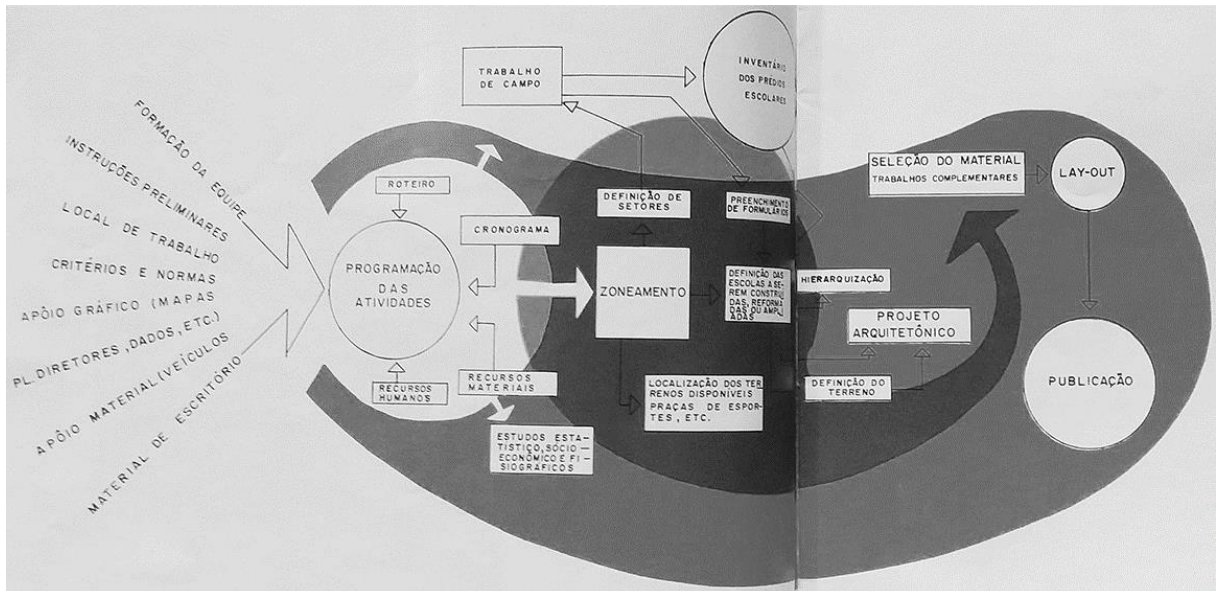 FORMAÇÃO DA EQUIPE
INSTRUÇÕES PRELIMINARES
LOCAL DE TRABALHO
CRITÉRIOS E NORMAS
APÔIO GRÁFICO (MAPAS
PL. DIRETORES, DADOS, ETC.)
APÔIO MATERIAL (VEÍCULOS
MATERIAL DE ESCRITÓRIO
ROTEIRO
PROGRAMAÇÃO
DAS
ATIVIDADES
RECURSOS
HUMANOS
CRONOGRAMA
RECURSOS
MATERIAIS
ESTUDOS ESTA-
TÍSTIÇO, SÓCIO-
ECONÔMICO E FI-
SIOGRÁFICOS
TRABALHO
DE CAMPO
INVENTÁRIO
DOS PRÉDIOS
ESCOLARES
DEFINIÇÃO DE
SETORES
PREENCHIMENTO
DE FORMULÁRIOS
ZONEAMENTO
DEFINIÇÃO DAS
ESCOLAS A SE-
REM CONSTRUÍ
DAS, REFORMA
DAS OU AMPLI
ADAS
LOCALIZAÇÃO DOS TER
RENOS DISPONÍVEIS
PRAÇAS DE ESPOR-
TES, ETC.
HIERARQUIZAÇÃO
PROJETO
ARQUITETÔNICO
DEFINIÇÃO DO
TERRENO
SELEÇÃO DO MATERIAL
TRABALHOS COMPLEMENTARES
LAY-OUT
PUBLICAÇÃO